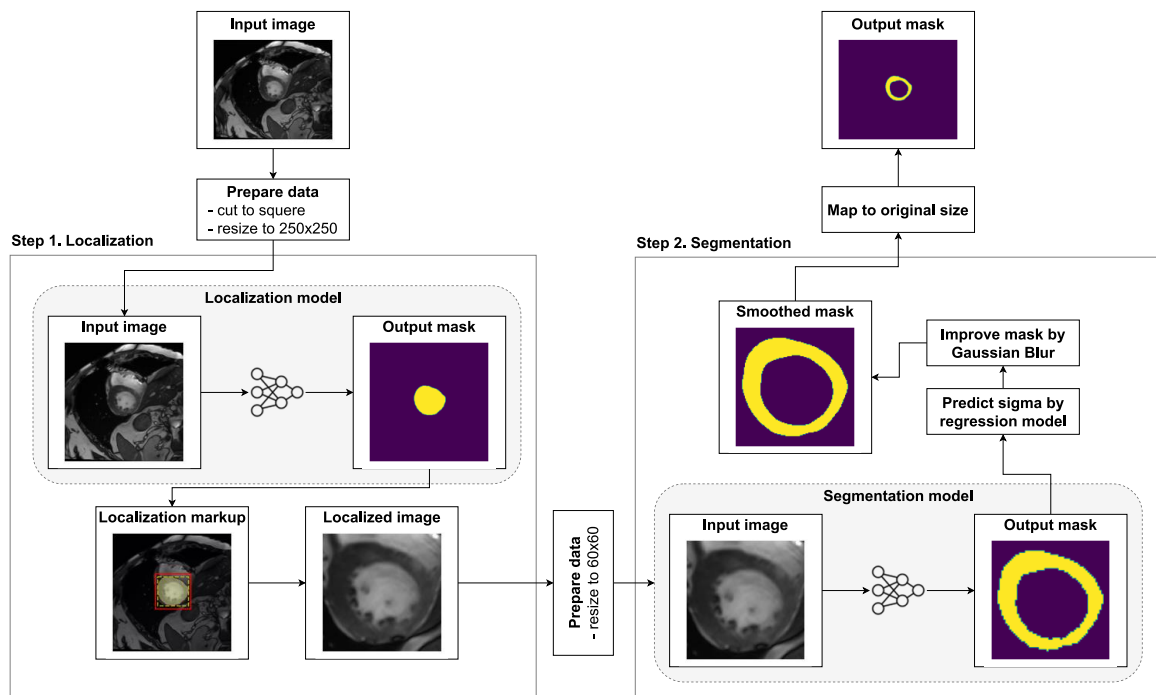 Input image
Prepare data
- cut to squere
- resize to 250x250
Step 1. Localization
Localization model
Input image
Output mask
Localization markup
Localized image
Prepare data
- resize to 60x60
Step 2. Segmentation
Segmentation model
Input image
Output mask
Predict sigma by
regression model
Improve mask by
Gaussian Blur
Smoothed mask
Map to original size
Output mask